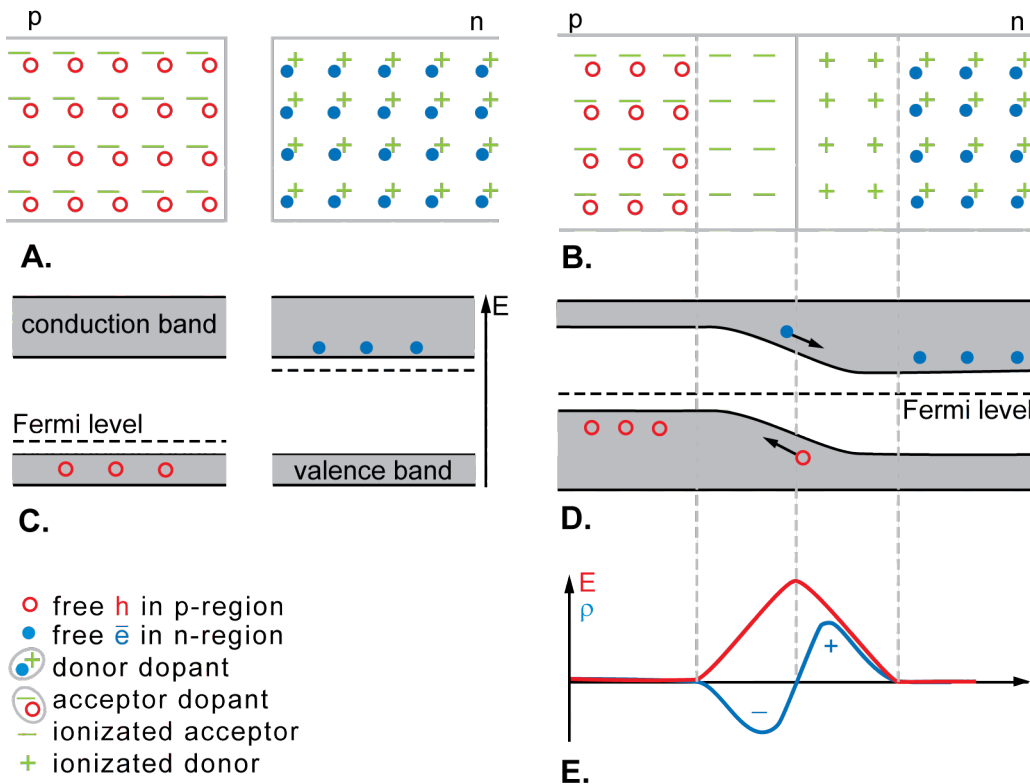 p
n
p
n
A.
B.
conduction band
E
Fermi level
valence band
Fermi level
C.
D.
E
ρ
+
−
E.
free h in p-region
free ē in n-region
donor dopant
acceptor dopant
ionizated acceptor
ionizated donor